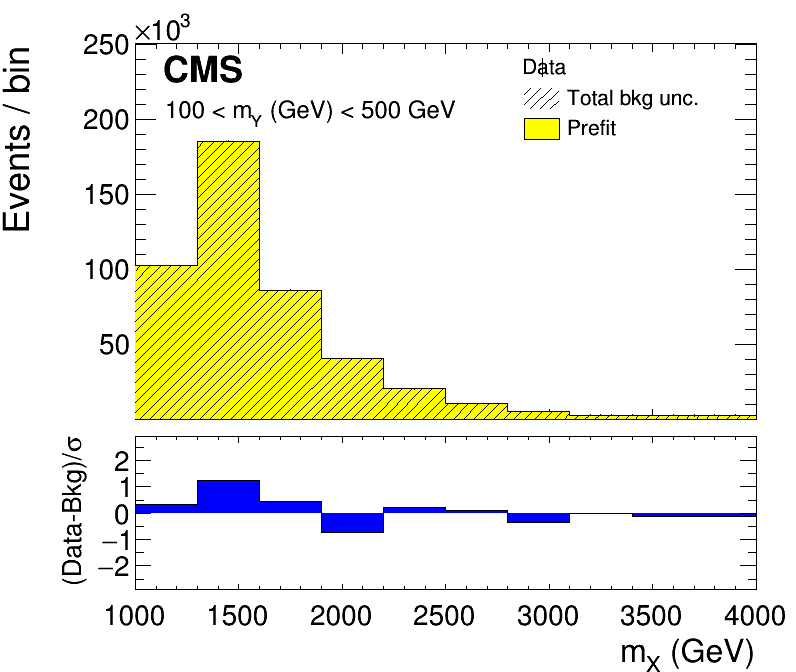 ×10³
Events / bin
250
200
150
100
50
CMS
100 < m_Y (GeV) < 500 GeV
Data
Total bkg unc.
Prefit
(Data-Bkg)/σ
2
1
0
−1
−2
1000 1500 2000 2500 3000 3500 4000
m_X (GeV)